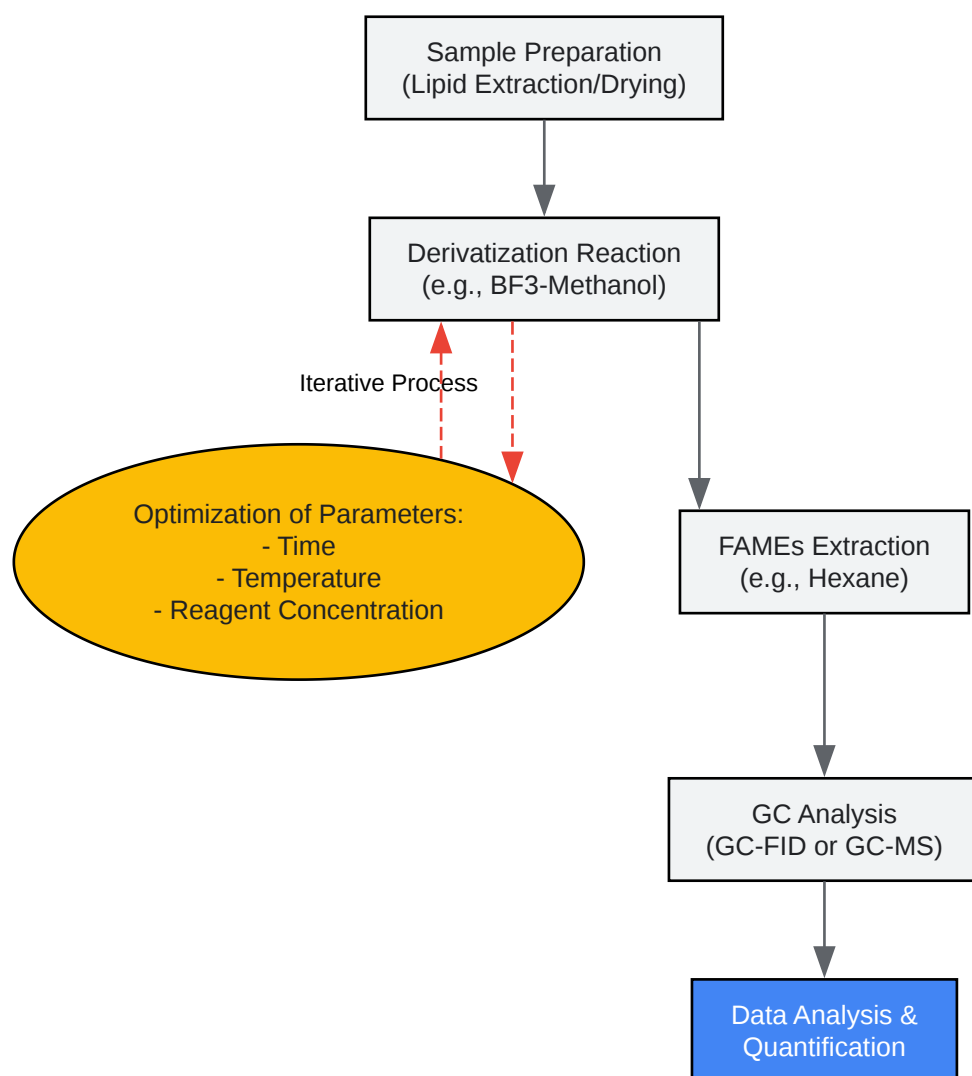 Sample Preparation
(Lipid Extraction/Drying)
Derivatization Reaction
(e.g., BF3-Methanol)
Iterative Process
Optimization of Parameters:
- Time
- Temperature
- Reagent Concentration
FAMEs Extraction
(e.g., Hexane)
GC Analysis
(GC-FID or GC-MS)
Data Analysis &
Quantification